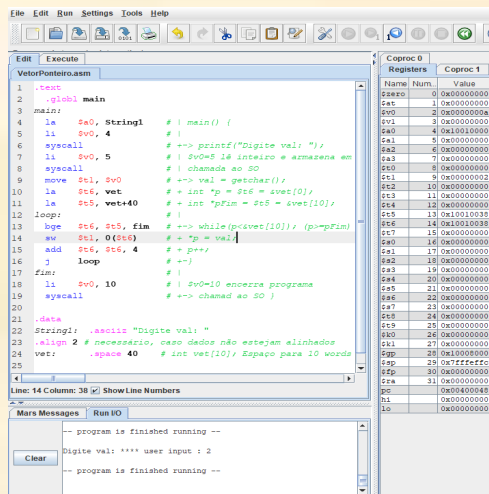 File Edit Run Settings Tools Help
Edit Execute
VetorPonteiro.asm
1 .text
2 .globl main
3 main:
4 la $a0, String1 # | main() {
5 li $v0, 4 # |
6 syscall # +-> printf("Digite val: ");
7 li $v0, 5 # | $v0=5 lê inteiro e armazena em
8 syscall # | chamada ao SO
9 move $t1, $v0 # +-> val = getchar();
10 la $t6, vet # + int *p = $t6 = &vet[0];
11 la $t5, vet+40 # + int *pFim = $t5 = &vet[10];
12 loop: # |
13 bge $t6, $t5, fim # +-> while(p<&vet[10]); (p>=pFim)
14 sw $t1, 0($t6) # + *p = val;
15 add $t6, $t6, 4 # + p++;
16 j loop # +-}
17 fim: # |
18 li $v0, 10 # | $v0=10 encerra programa
19 syscall # +-> chamad ao SO }
20
21 .data
22 String1: .asciiz "Digite val: "
23 .align 2 # necessário, caso dados não estejam alinhados
24 vet: .space 40 # int vet[10]; Espaço para 10 words
25
Line: 14 Column: 38 Show Line Numbers
Mars Messages Run I/O
-- program is finished running --
Digite val: **** user input : 2
-- program is finished running --
Clear
Coproc 0
Registers Coproc 1
Name Num... Value
$zero 0 0x00000000
$at 1 0x00000000
$v0 2 0x0000000a
$v1 3 0x00000000
$a0 4 0x10010000
$a1 5 0x00000000
$a2 6 0x00000000
$a3 7 0x00000000
$t0 8 0x00000000
$t1 9 0x00000002
$t2 10 0x00000000
$t3 11 0x00000000
$t4 12 0x00000000
$t5 13 0x10010038
$t6 14 0x10010038
$t7 15 0x00000000
$s0 16 0x00000000
$s1 17 0x00000000
$s2 18 0x00000000
$s3 19 0x00000000
$s4 20 0x00000000
$s5 21 0x00000000
$s6 22 0x00000000
$s7 23 0x00000000
$t8 24 0x00000000
$t9 25 0x00000000
$k0 26 0x00000000
$k1 27 0x00000000
$gp 28 0x10008000
$sp 29 0x7fffeffc
$fp 30 0x00000000
$ra 31 0x00000000
pc 0x00400048
hi 0x00000000
lo 0x00000000